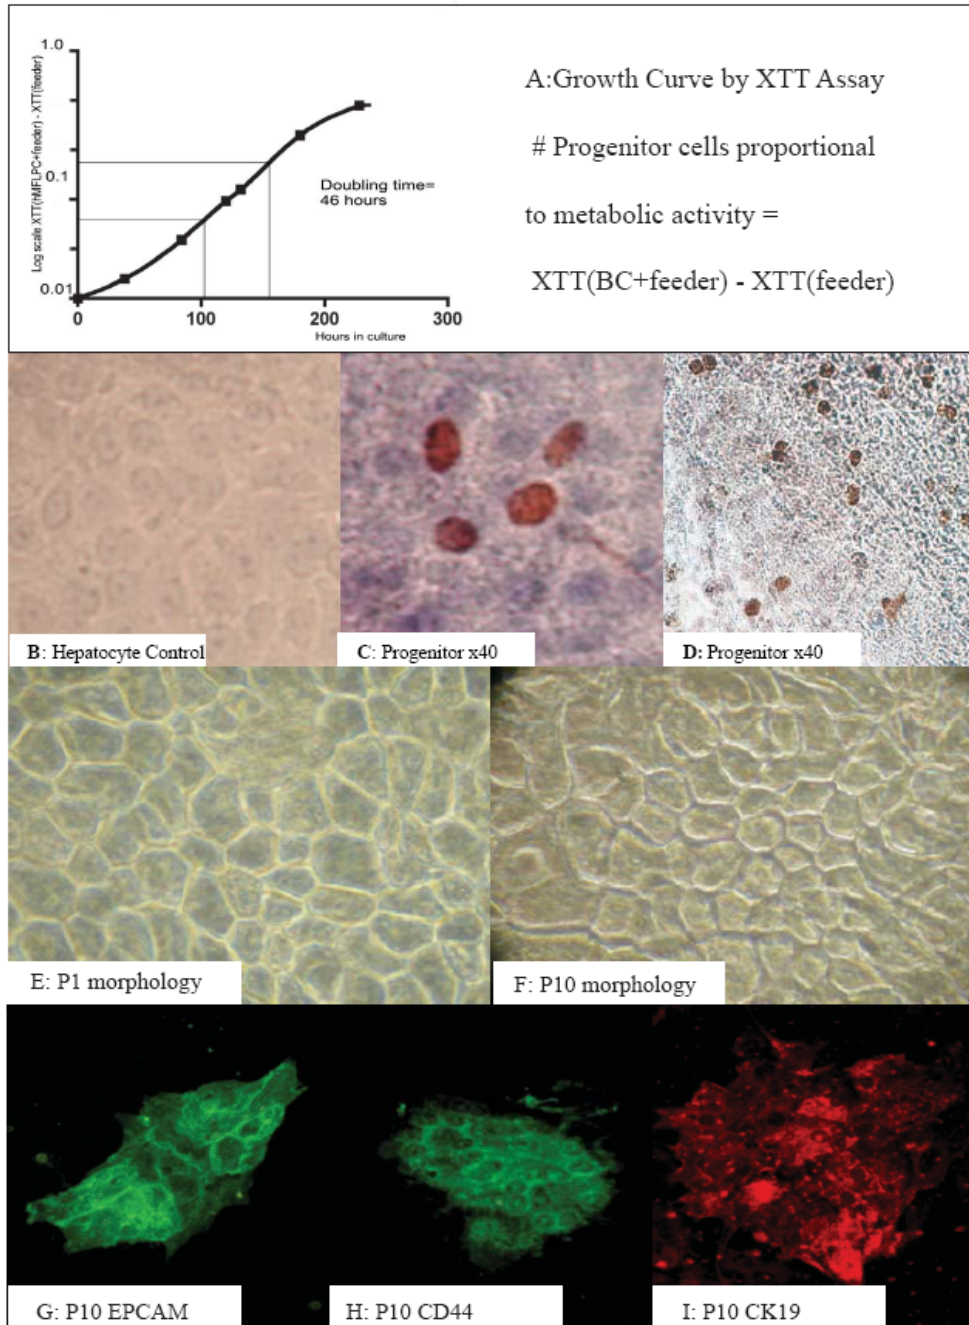 1.0
0.1
0.01
Log scale XTT(hMFLPC+feeder) - XTT(feeder)
Doubling time=
46 hours
0
100
200
300
Hours in culture
A:Growth Curve by XTT Assay
# Progenitor cells proportional
to metabolic activity =
XTT(BC+feeder) - XTT(feeder)
B: Hepatocyte Control
C: Progenitor x40
D: Progenitor x40
E: P1 morphology
F: P10 morphology
G: P10 EPCAM
H: P10 CD44
I: P10 CK19